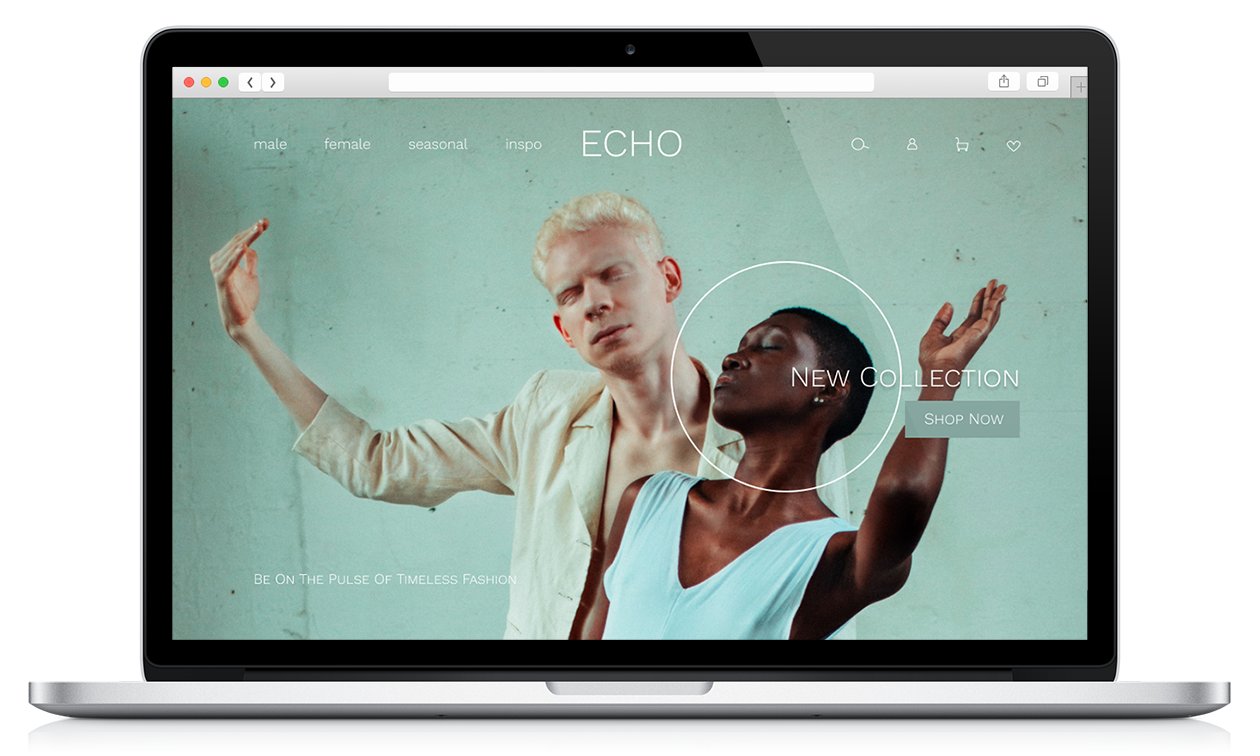 male female seasonal inspo ECHO
New Collection
Shop Now
Be On The Pulse Of Timeless Fashion